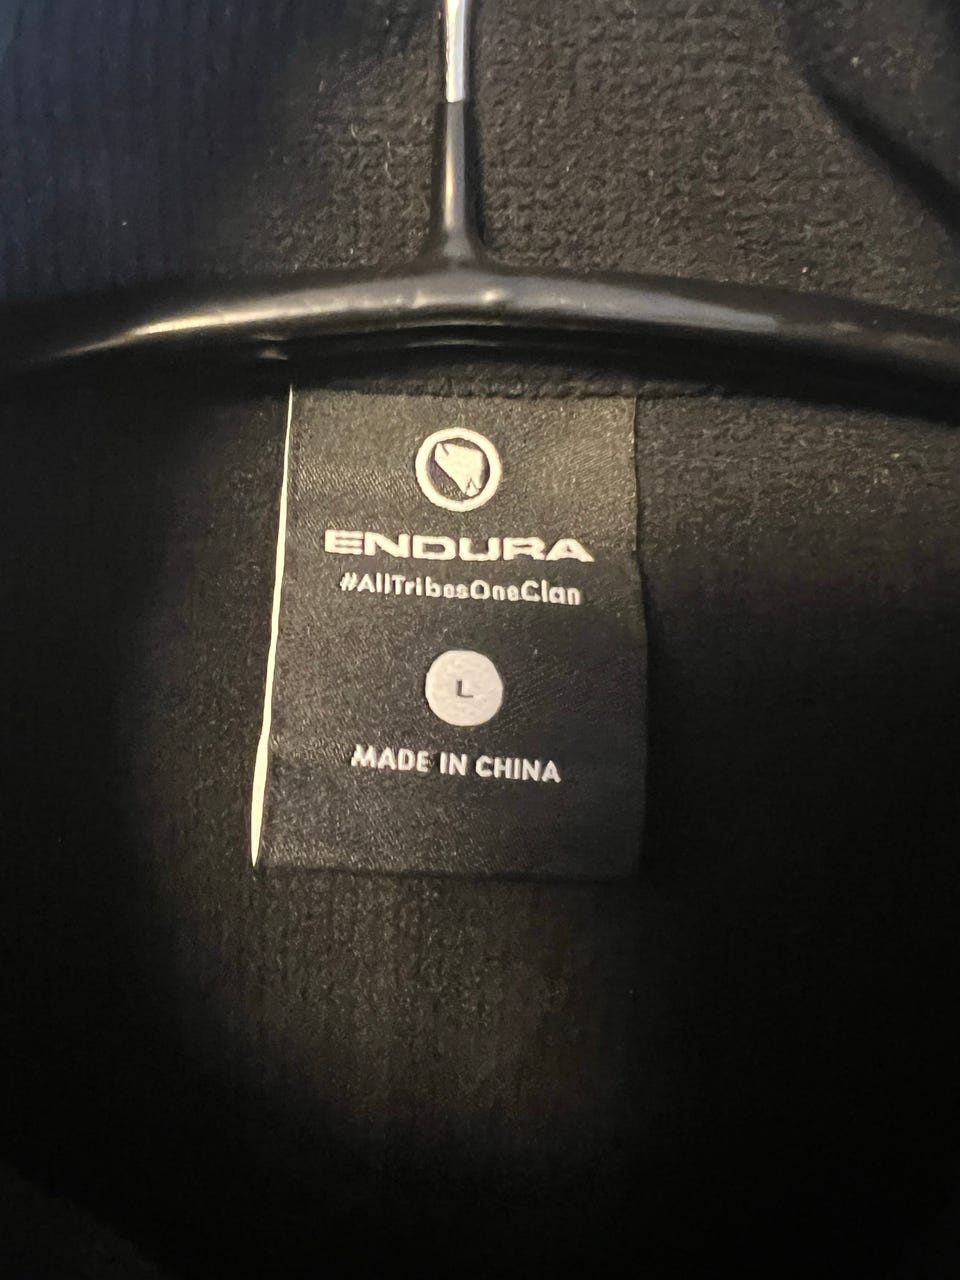 ENDURA
#AllTribesOneClan
L
MADE IN CHINA